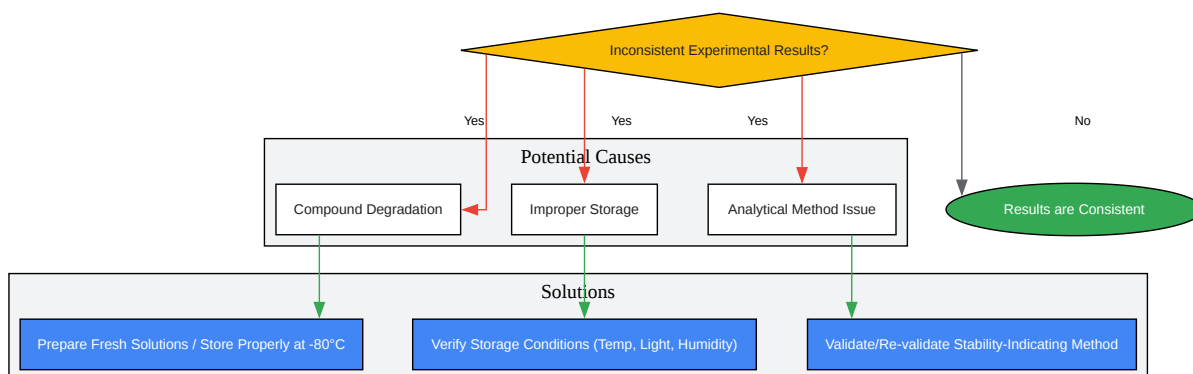 Inconsistent Experimental Results?
Yes
Yes
Yes
No
Potential Causes
Compound Degradation
Improper Storage
Analytical Method Issue
Results are Consistent
Solutions
Prepare Fresh Solutions / Store Properly at -80°C
Verify Storage Conditions (Temp, Light, Humidity)
Validate/Re-validate Stability-Indicating Method